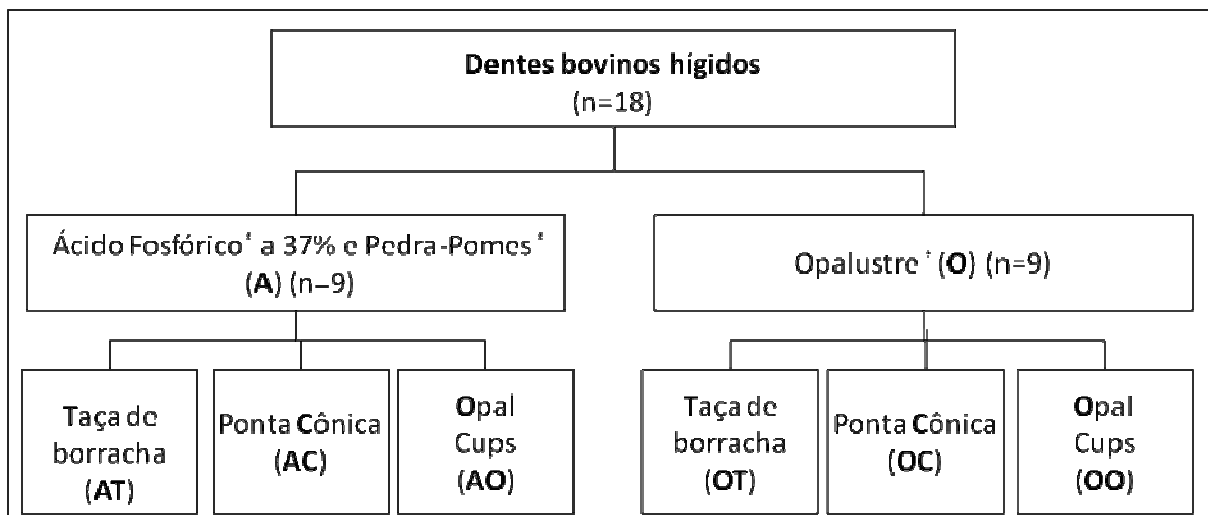 Dentes bovinos hígidos
(n=18)
Ácido Fosfórico* a 37% e Pedra-Pomes*
(A) (n=9)
Opalustre* (O) (n=9)
Taça de
borracha
(AT)
Ponta Cônica
(AC)
Opal
Cups
(AO)
Taça de
borracha
(OT)
Ponta Cônica
(OC)
Opal
Cups
(OO)